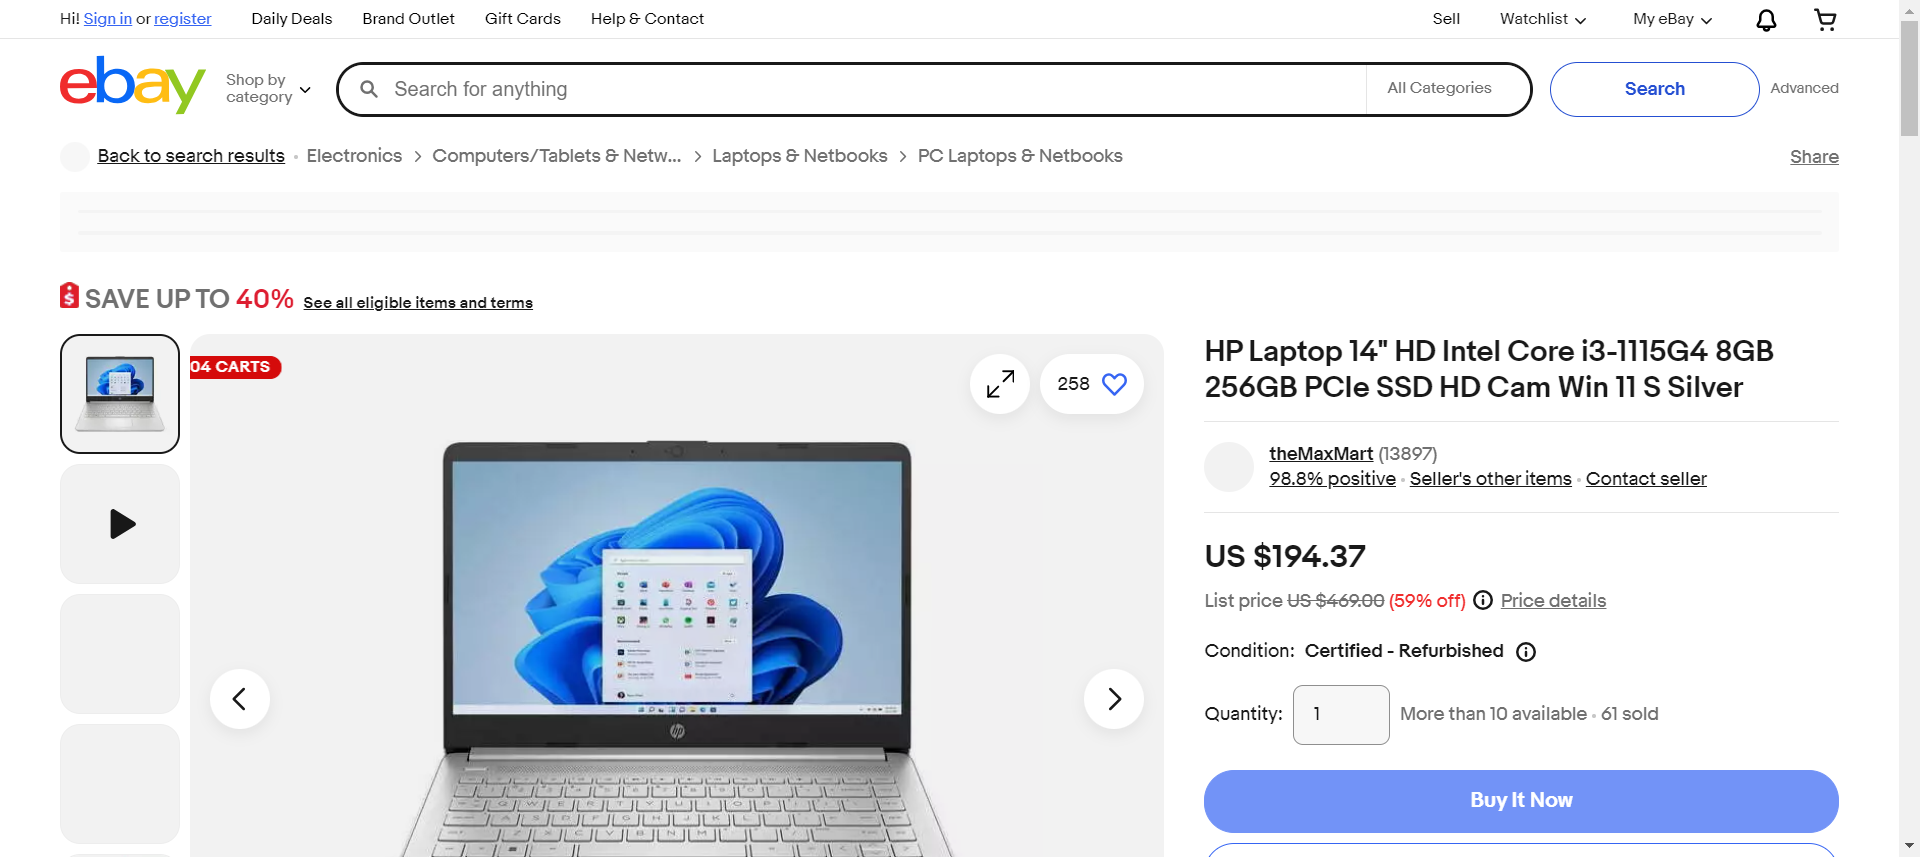 Hi! Sign in or register
Daily Deals
Brand Outlet
Gift Cards
Help & Contact
Sell
Watchlist
My eBay
ebay
Shop by
category
Search for anything
All Categories
Search
Advanced
Back to search results
Electronics
Computers/Tablets & Netw...
Laptops & Netbooks
PC Laptops & Netbooks
Share
SAVE UP TO 40% See all eligible items and terms
04 CARTS
258
hp
HP Laptop 14" HD Intel Core i3-1115G4 8GB
256GB PCIe SSD HD Cam Win 11 S Silver
theMaxMart (13897)
98.8% positive · Seller's other items · Contact seller
US $194.37
List price US $469.00 (59% off) Price details
Condition: Certified - Refurbished
Quantity: 1 More than 10 available · 61 sold
Buy It Now